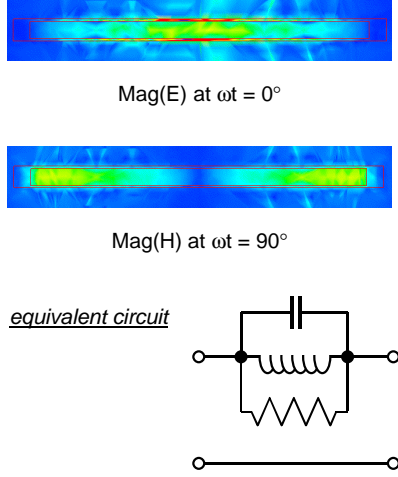 Mag(E) at ωt = 0°
Mag(H) at ωt = 90°
equivalent circuit